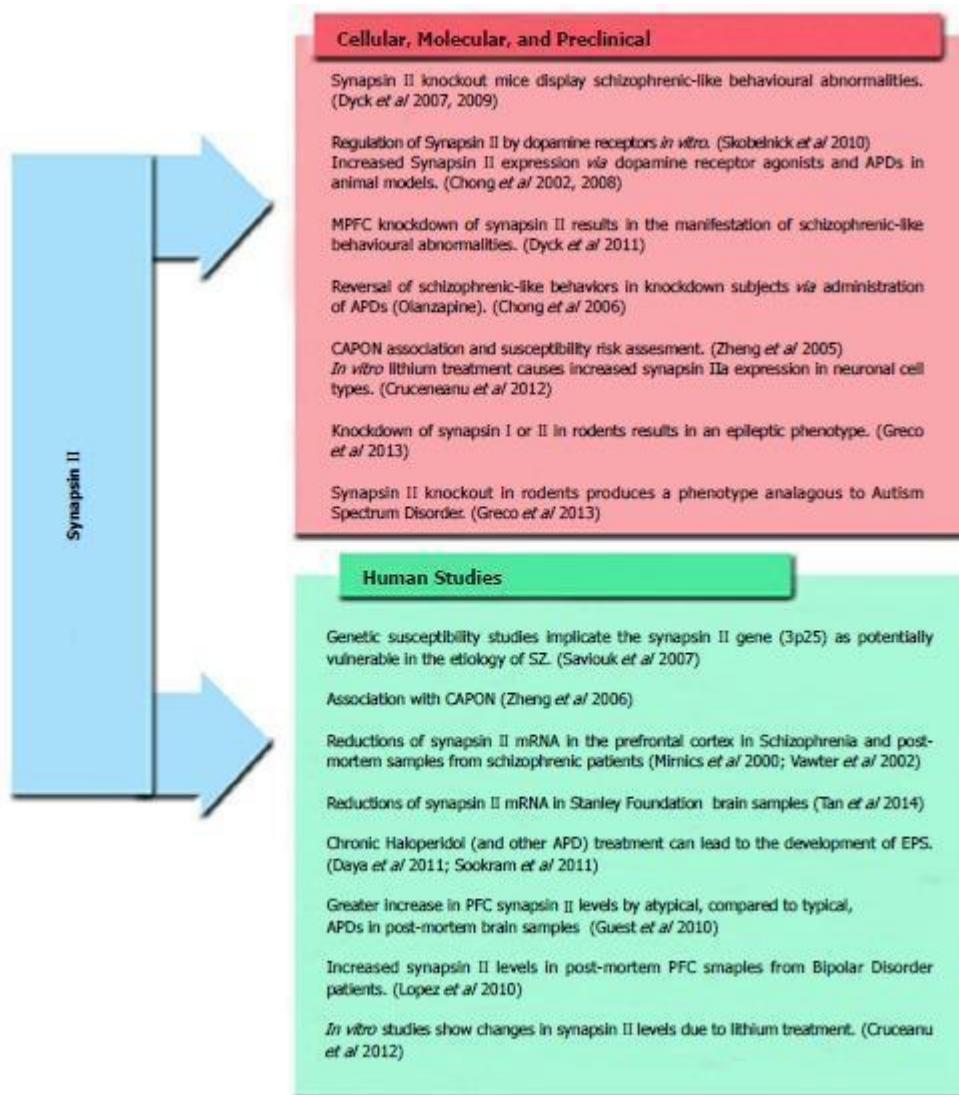 Synapsin II
Cellular, Molecular, and Preclinical
Synapsin II knockout mice display schizophrenic-like behavioural abnormalities.
(Dyck et al 2007, 2009)
Regulation of Synapsin II by dopamine receptors in vitro. (Skobelnick et al 2010)
Increased Synapsin II expression via dopamine receptor agonists and APDs in
animal models. (Chong et al 2002, 2008)
MPFC knockdown of synapsin II results in the manifestation of schizophrenic-like
behavioural abnormalities. (Dyck et al 2011)
Reversal of schizophrenic-like behaviors in knockdown subjects via administration
of APDs (Olanzapine). (Chong et al 2006)
CAPON association and susceptibility risk assesment. (Zheng et al 2005)
In vitro lithium treatment causes increased synapsin IIa expression in neuronal cell
types. (Cruceneanu et al 2012)
Knockdown of synapsin I or II in rodents results in an epileptic phenotype. (Greco
et al 2013)
Synapsin II knockout in rodents produces a phenotype analagous to Autism
Spectrum Disorder. (Greco et al 2013)
Human Studies
Genetic susceptibility studies implicate the synapsin II gene (3p25) as potentially
vulnerable in the etiology of SZ. (Saviouk et al 2007)
Association with CAPON (Zheng et al 2006)
Reductions of synapsin II mRNA in the prefrontal cortex in Schizophrenia and post-
mortem samples from schizophrenic patients (Mirnics et al 2000; Vawter et al 2002)
Reductions of synapsin II mRNA in Stanley Foundation brain samples (Tan et al 2014)
Chronic Haloperidol (and other APD) treatment can lead to the development of EPS.
(Daya et al 2011; Sookram et al 2011)
Greater increase in PFC synapsin II levels by atypical, compared to typical,
APDs in post-mortem brain samples (Guest et al 2010)
Increased synapsin II levels in post-mortem PFC smaples from Bipolar Disorder
patients. (Lopez et al 2010)
In vitro studies show changes in synapsin II levels due to lithium treatment. (Cruceanu
et al 2012)